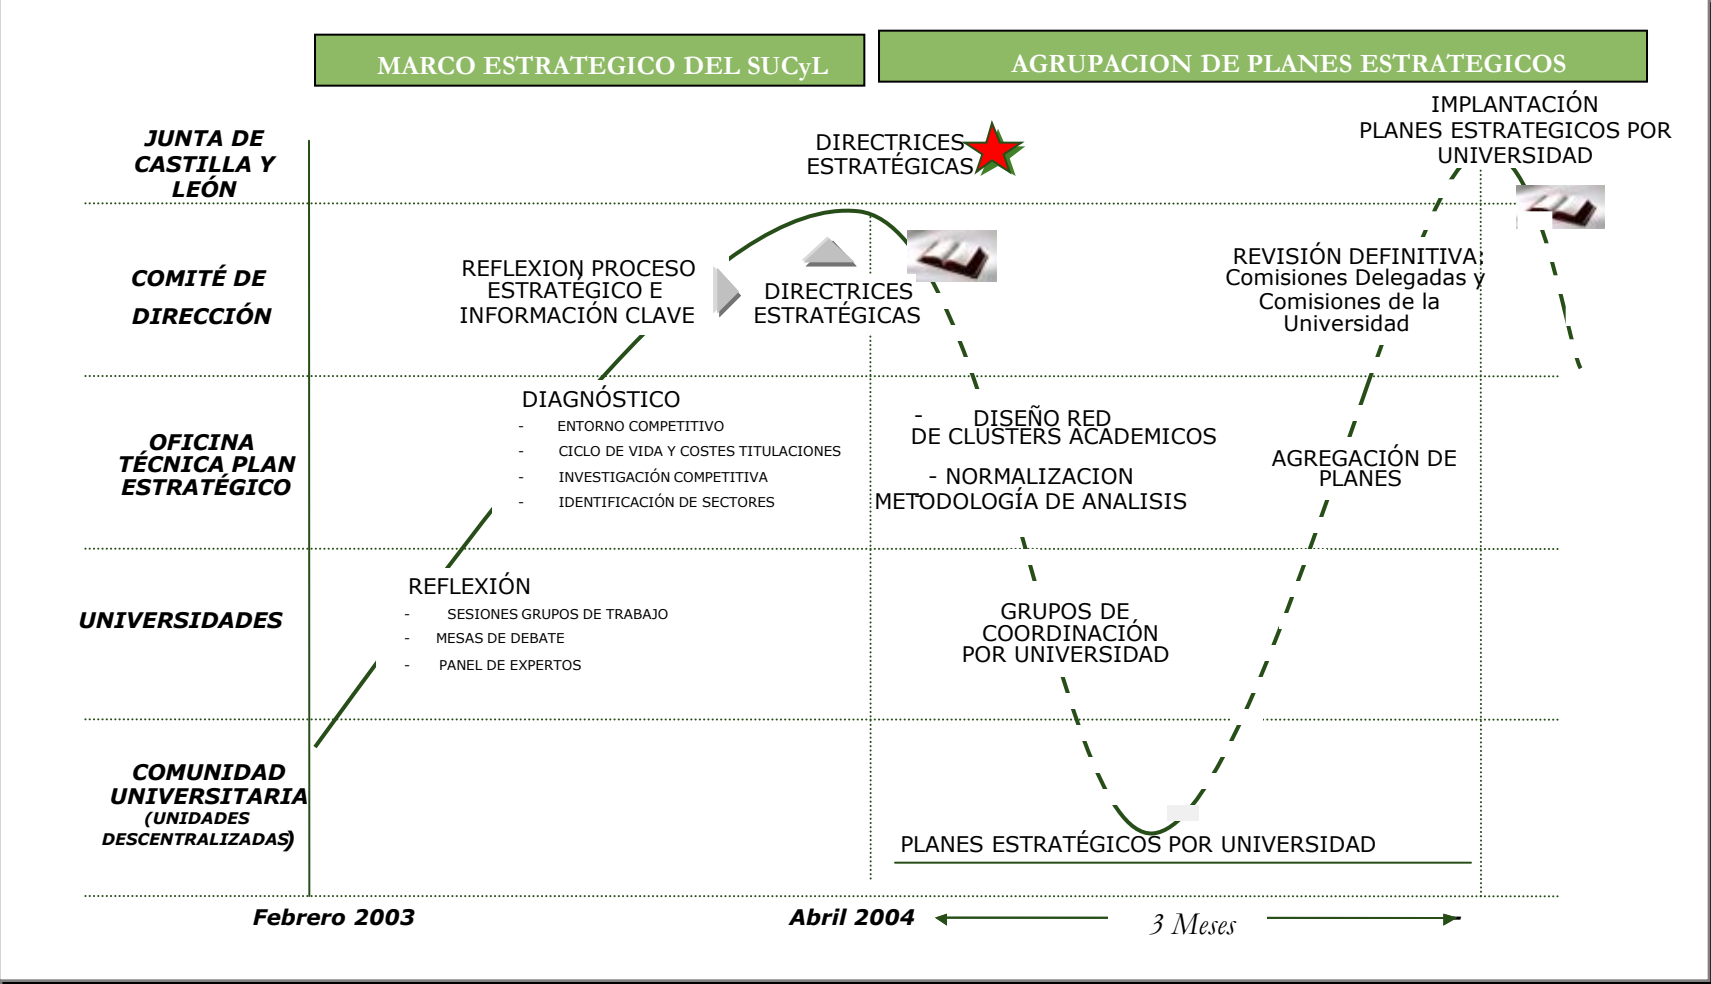 MARCO ESTRATEGICO DEL SUCyL
AGRUPACION DE PLANES ESTRATEGICOS
JUNTA DE
CASTILLA Y
LEÓN
DIRECTRICES
ESTRATÉGICAS
IMPLANTACIÓN
PLANES ESTRATEGICOS POR
UNIVERSIDAD
COMITÉ DE
DIRECCIÓN
REFLEXION PROCESO
ESTRATÉGICO E
INFORMACIÓN CLAVE
DIRECTRICES
ESTRATÉGICAS
REVISIÓN DEFINITIVA:
Comisiones Delegadas y
Comisiones de la
Universidad
OFICINA
TÉCNICA PLAN
ESTRATÉGICO
DIAGNÓSTICO
- ENTORNO COMPETITIVO
- CICLO DE VIDA Y COSTES TITULACIONES
- INVESTIGACIÓN COMPETITIVA
- IDENTIFICACIÓN DE SECTORES
- DISEÑO RED
DE CLUSTERS ACADEMICOS
- NORMALIZACION
- METODOLOGÍA DE ANALISIS
AGREGACIÓN DE
PLANES
UNIVERSIDADES
REFLEXIÓN
- SESIONES GRUPOS DE TRABAJO
- MESAS DE DEBATE
- PANEL DE EXPERTOS
GRUPOS DE
COORDINACIÓN
POR UNIVERSIDAD
COMUNIDAD
UNIVERSITARIA
(UNIDADES
DESCENTRALIZADAS)
PLANES ESTRATÉGICOS POR UNIVERSIDAD
Febrero 2003
Abril 2004
3 Meses